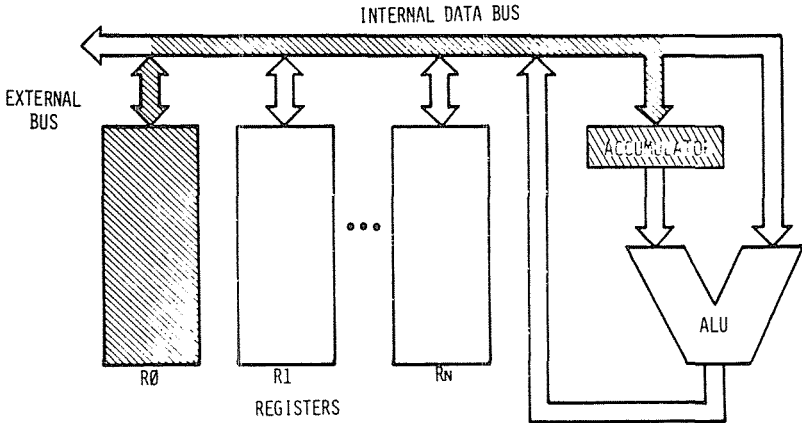 INTERNAL DATA BUS
EXTERNAL
BUS
ACCUMULATOR
ALU
RØ
R1
RN
REGISTERS